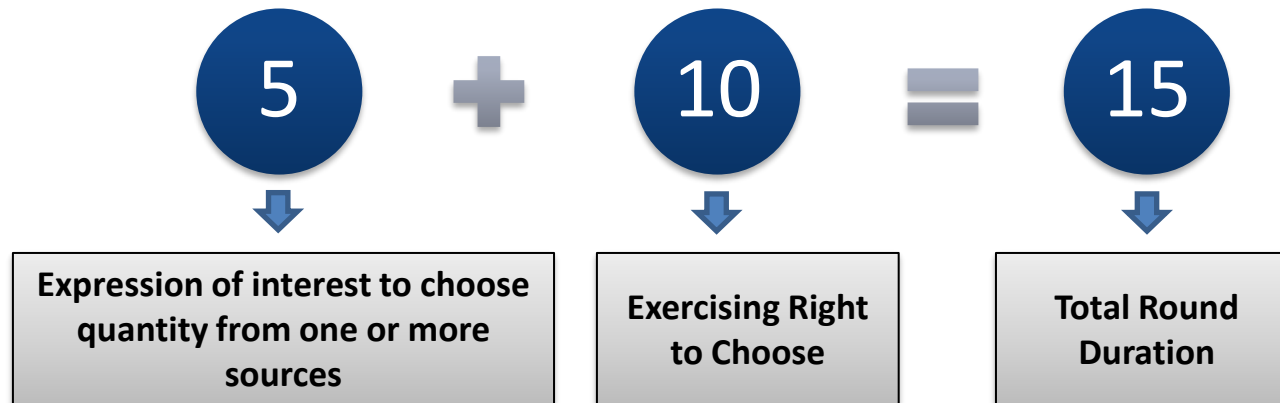 5 + 10 = 15
Expression of interest to choose
quantity from one or more
sources
Exercising Right
to Choose
Total Round
Duration